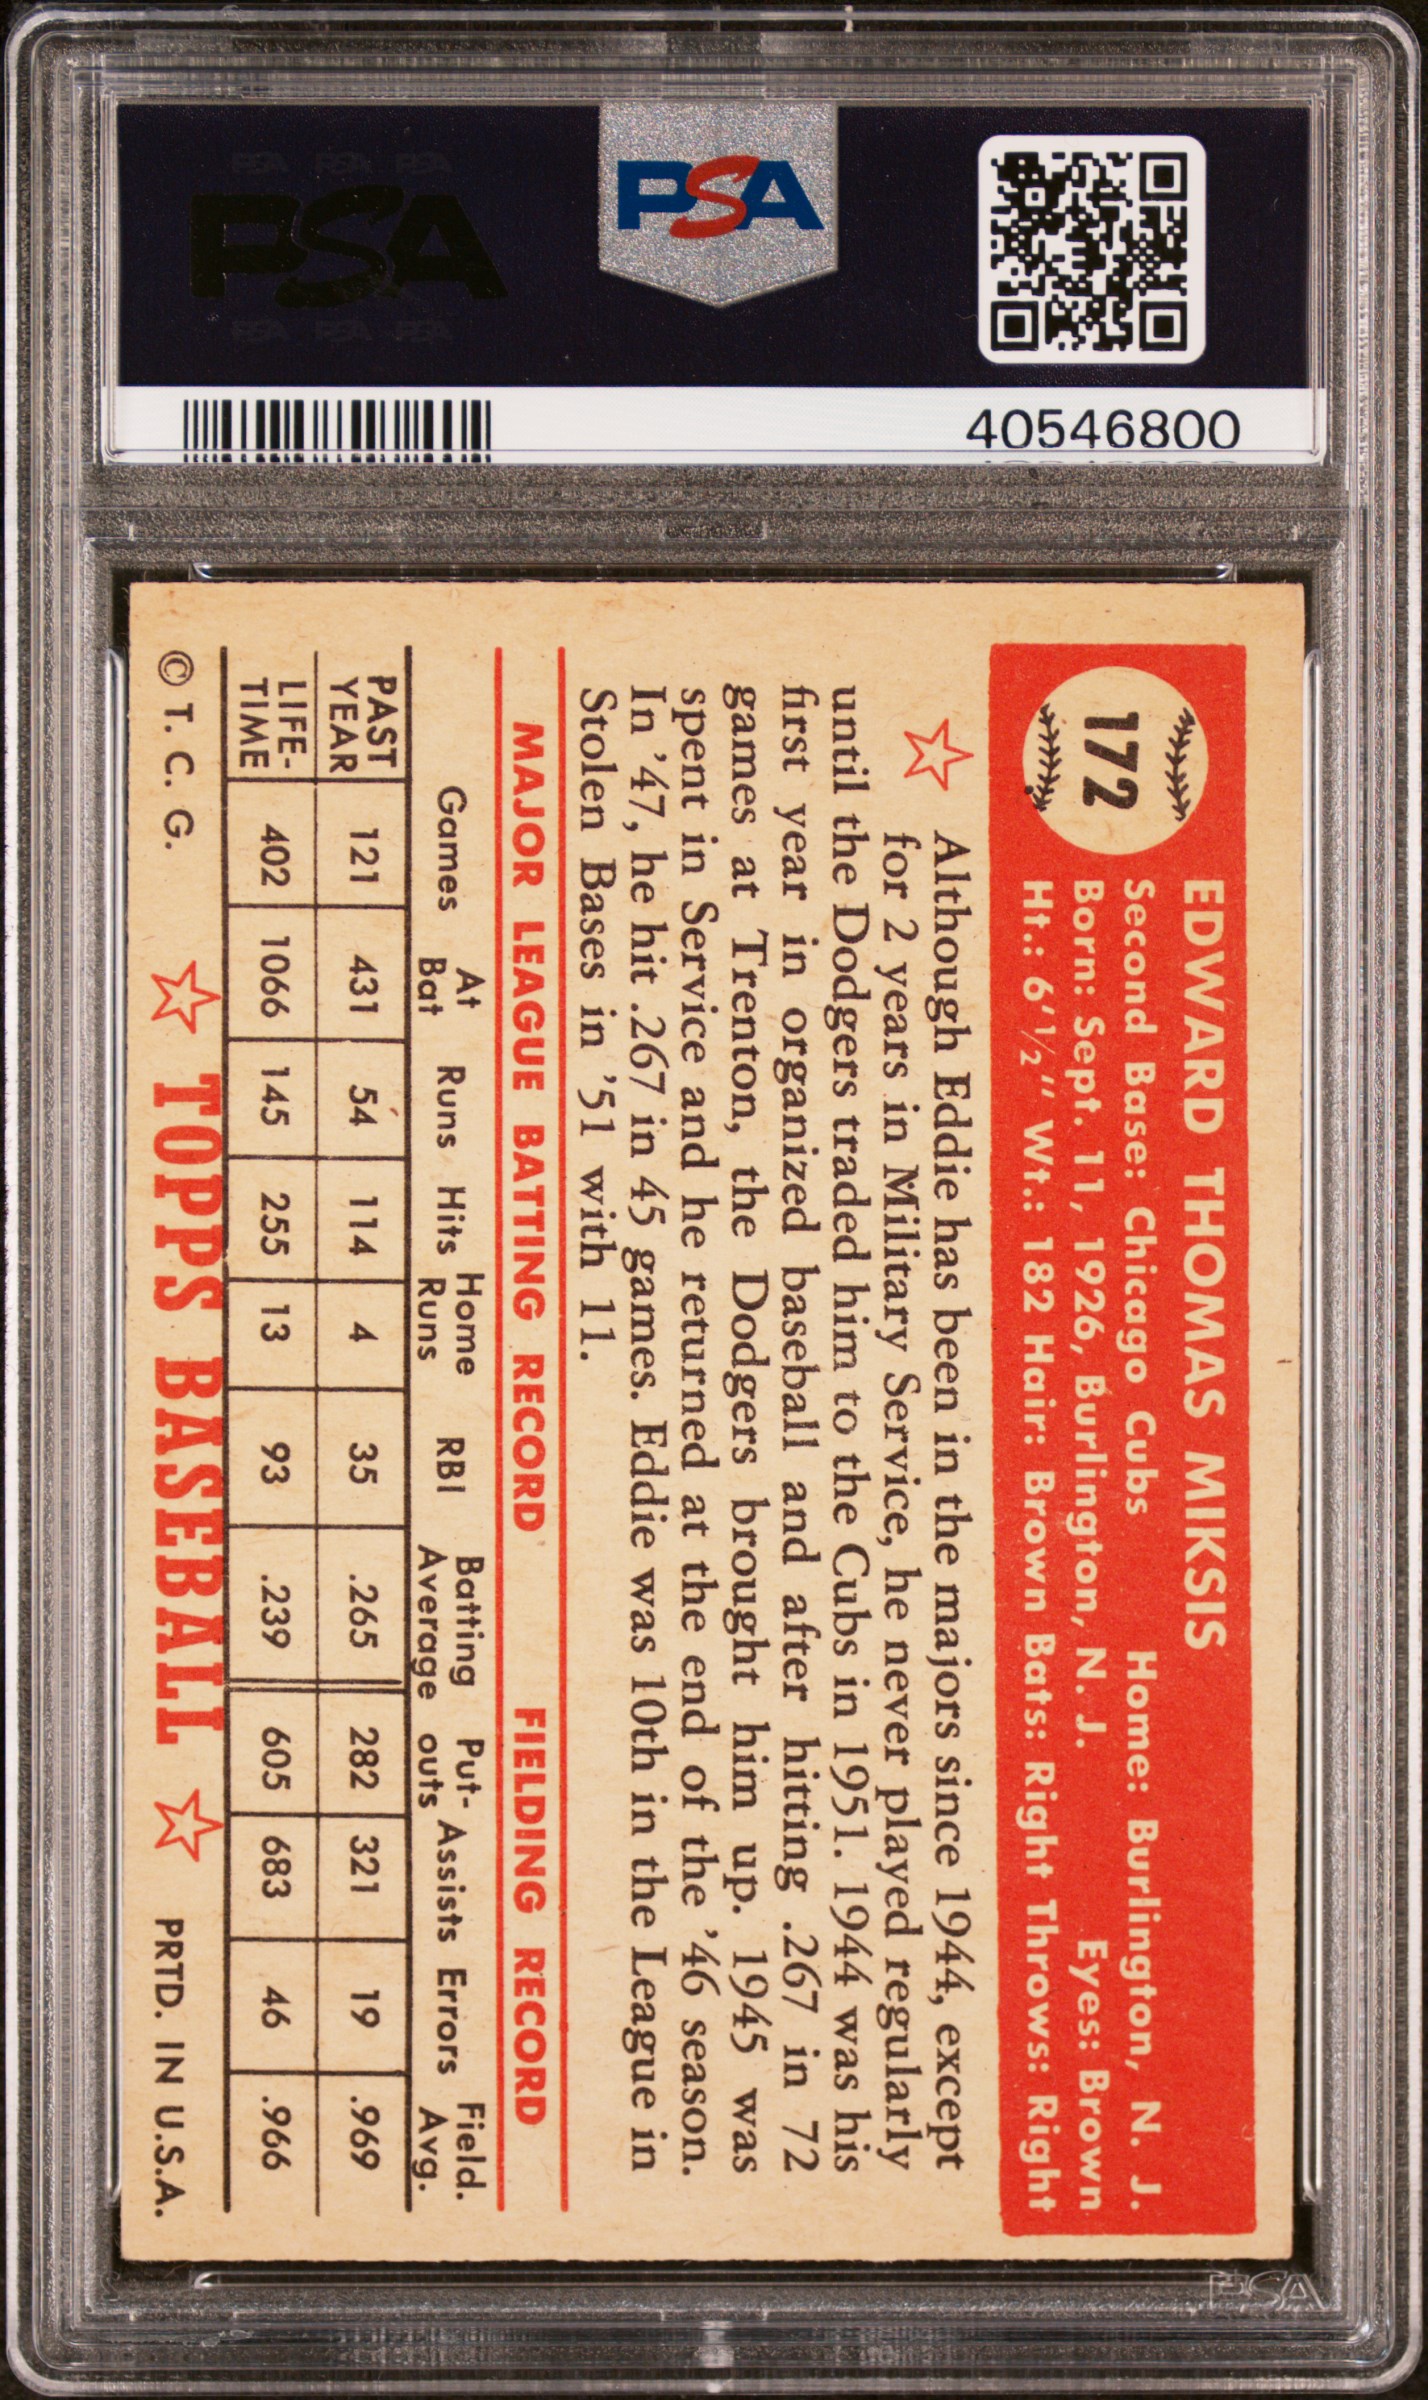 PSA
PSA PSA PSA
PSA
PSA PSA PSA
40546800
172
EDWARD THOMAS MIKSIS
Second Base: Chicago Cubs Home: Burlington, N. J.
Born: Sept. 11, 1926, Burlington, N. J. Eyes: Brown
Ht.: 6'½" Wt.: 182 Hair: Brown Bats: Right Throws: Right
Although Eddie has been in the majors since 1944, except
for 2 years in Military Service, he never played regularly
until the Dodgers traded him to the Cubs in 1951. 1944 was his
first year in organized baseball and after hitting .267 in 72
games at Trenton, the Dodgers brought him up. 1945 was
spent in Service and he returned at the end of the '46 season.
In '47, he hit .267 in 45 games. Eddie was 10th in the League in
Stolen Bases in '51 with 11.
MAJOR LEAGUE BATTING RECORD FIELDING RECORD
Games At Bat Runs Hits Home Runs RBI Batting Average Put-outs Assists Errors Field. Avg.
PAST YEAR 121 431 54 114 4 35 .265 282 321 19 .969
LIFE-TIME 402 1066 145 255 13 93 .239 605 683 46 .966
© T. C. G. TOPPS BASEBALL PRTD. IN U.S.A.
PSA